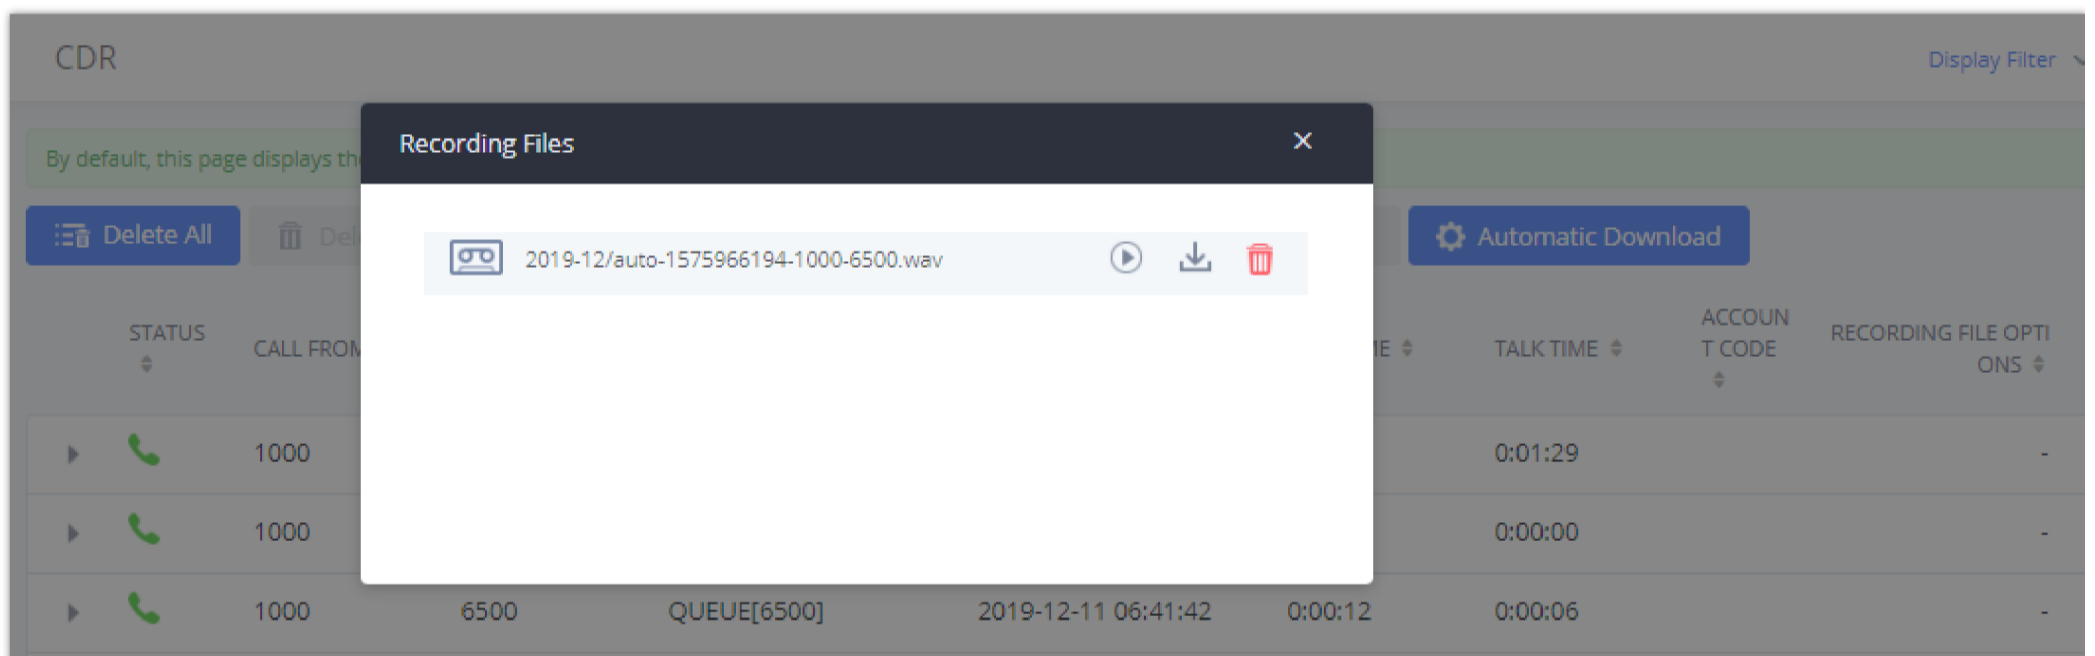 CDR
Display Filter
Recording Files
By default, this page displays
Delete All
Automatic Download
2019-12/auto-1575966194-1000-6500.wav
STATUS
CALL FROM
TALK TIME
ACCOUN
T CODE
RECORDING FILE OPTI
ONS
1000 0:01:29 -
1000 0:00:00 -
1000 6500 QUEUE[6500] 2019-12-11 06:41:42 0:00:12 0:00:06 -